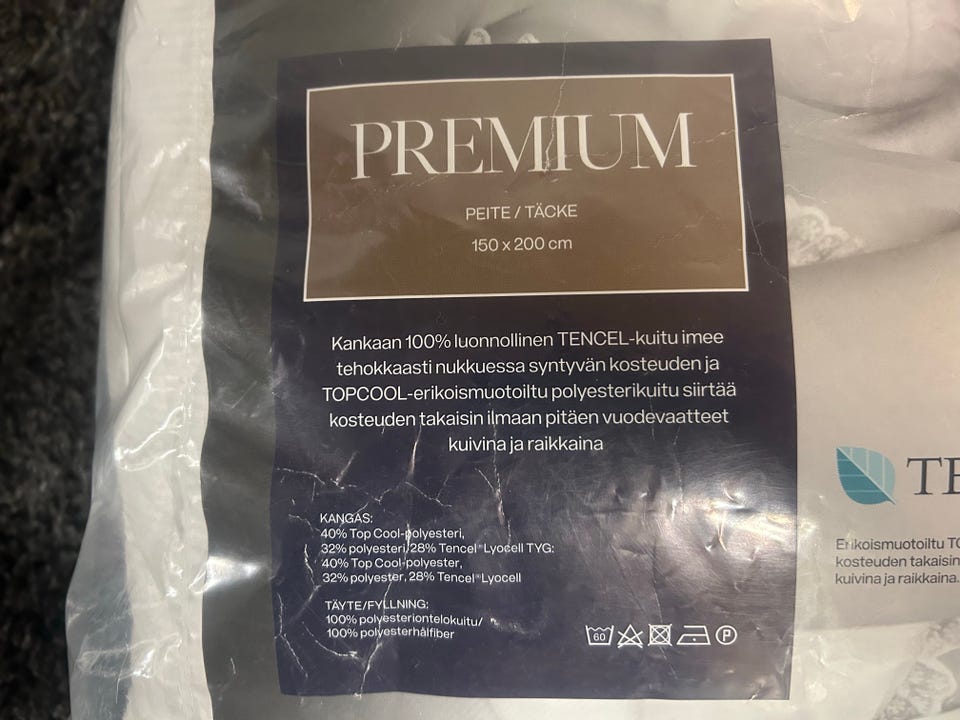 PREMIUM
PEITE / TÄCKE
150 x 200 cm
Kankaan 100% luonnollinen TENCEL-kuitu imee
tehokkaasti nukkuessa syntyvän kosteuden ja
TOPCOOL-erikoismuotoiltu polyesterikuitu siirtää
kosteuden takaisin ilmaan pitäen vuodevaatteet
kuivina ja raikkaina
KANGAS:
40% Top Cool-polyesteri,
32% polyesteri, 28% Tencel®Lyocell TYG:
40% Top Cool-polyester,
32% polyester, 28% Tencel®Lyocell
TÄYTE/FYLLNING:
100% polyesteriontelokuitu/
100% polyesterhålfiber
60
P
TE
Erikoismuotoiltu TO
kosteuden takaisin
kuivina ja raikkaina.